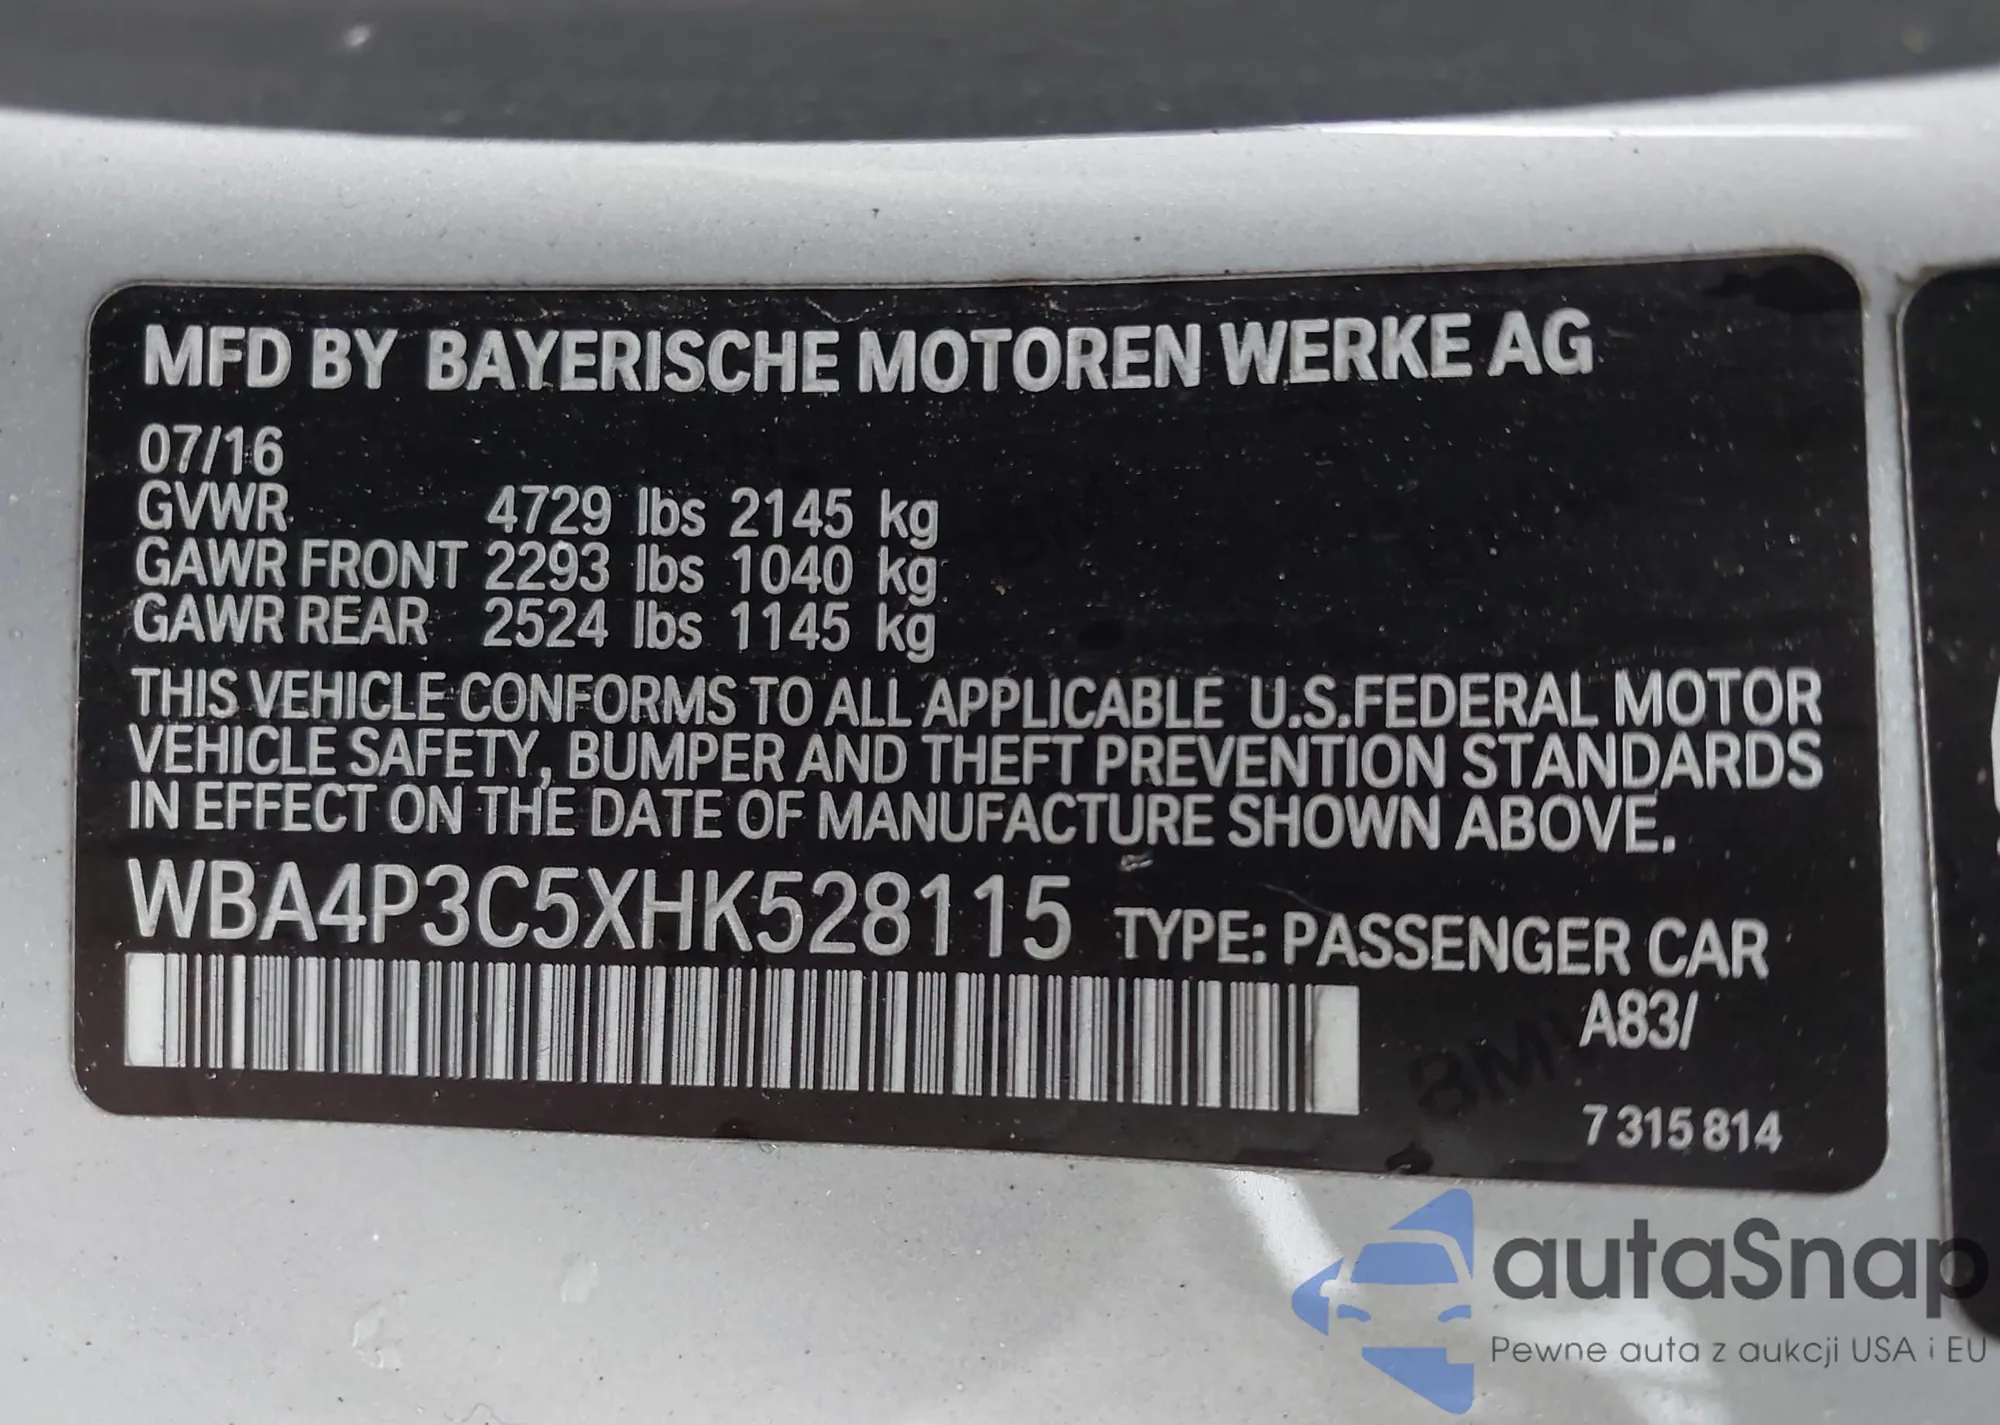 MFD BY BAYERISCHE MOTOREN WERKE AG
07/16
GVWR 4729 lbs 2145 kg
GAWR FRONT 2293 lbs 1040 kg
GAWR REAR 2524 lbs 1145 kg
THIS VEHICLE CONFORMS TO ALL APPLICABLE U.S.FEDERAL MOTOR
VEHICLE SAFETY, BUMPER AND THEFT PREVENTION STANDARDS
IN EFFECT ON THE DATE OF MANUFACTURE SHOWN ABOVE.
WBA4P3C5XHK528115 TYPE: PASSENGER CAR
A83/
BMW
7 315 814
autaSnap
Pewne auta z aukcji USA i EU